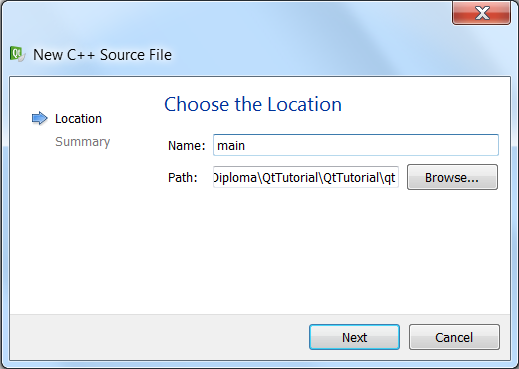 New C++ Source File
Location
Summary
Choose the Location
Name: main
Path: Diploma\QtTutorial\QtTutorial\qt Browse...
Next Cancel